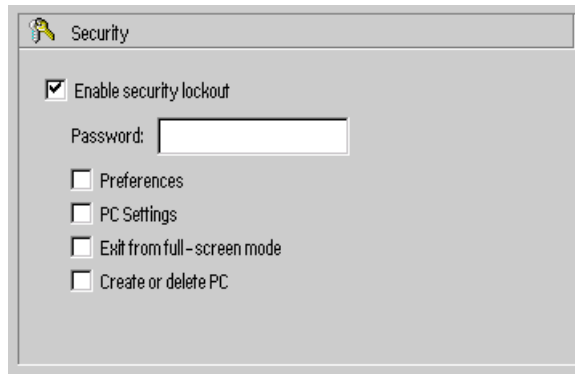 Security
Enable security lockout
Password:
Preferences
PC Settings
Exit from full-screen mode
Create or delete PC